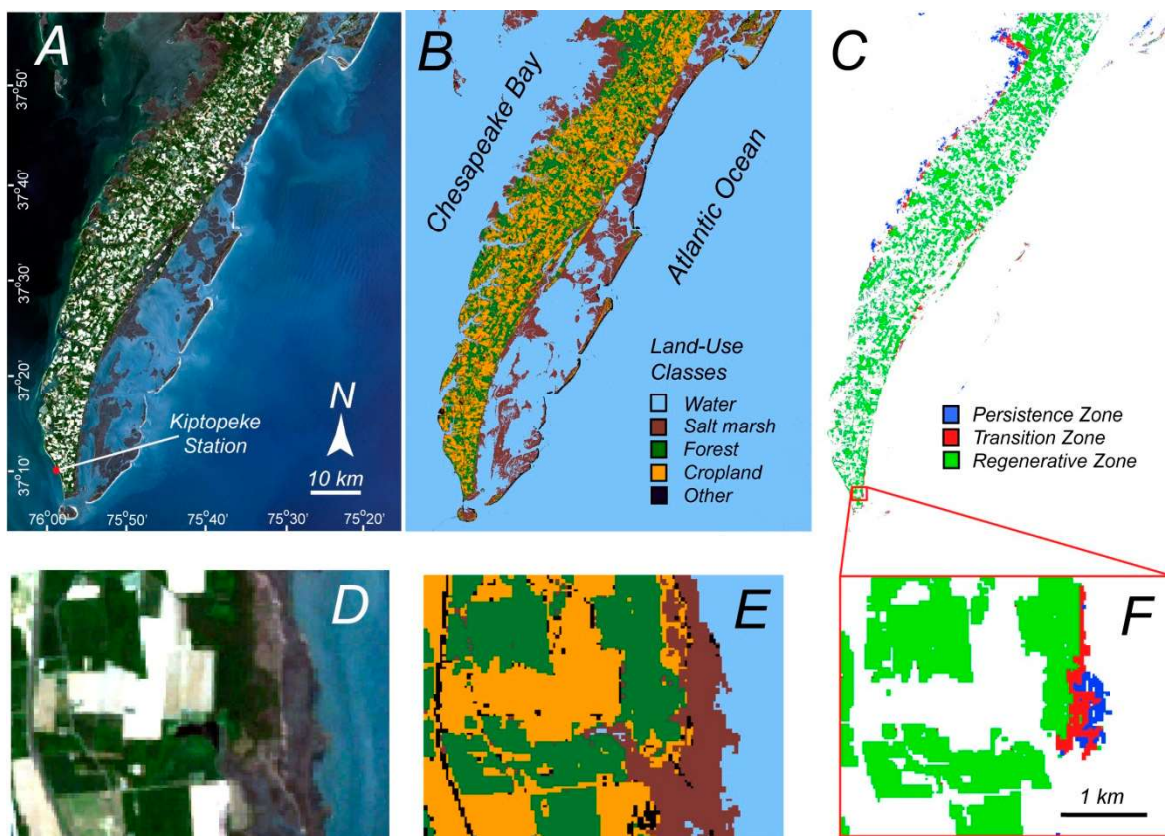 A
37°50'
37°40'
37°30'
37°20'
37°10'
Kiptopeke
Station
N
10 km
76°00'
75°50'
75°40'
75°30'
75°20'
B
Chesapeake Bay
Atlantic Ocean
Land-Use
Classes
Water
Salt marsh
Forest
Cropland
Other
C
Persistence Zone
Transition Zone
Regenerative Zone
D
E
F
1 km